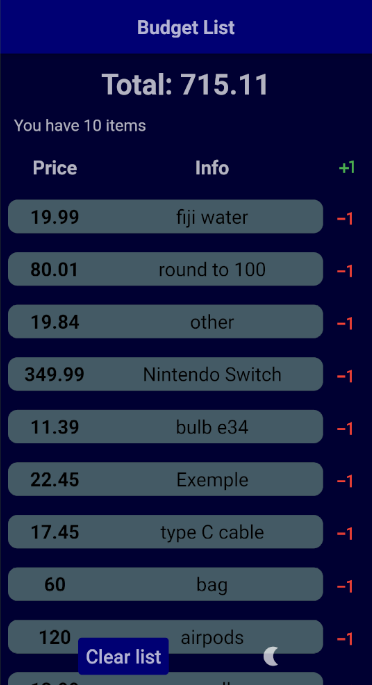 Budget List
Total: 715.11
You have 10 items
Price Info +1
19.99 fiji water -1
80.01 round to 100 -1
19.84 other -1
349.99 Nintendo Switch -1
11.39 bulb e34 -1
22.45 Exemple -1
17.45 type C cable -1
60 bag -1
120 airpods -1
Clear list